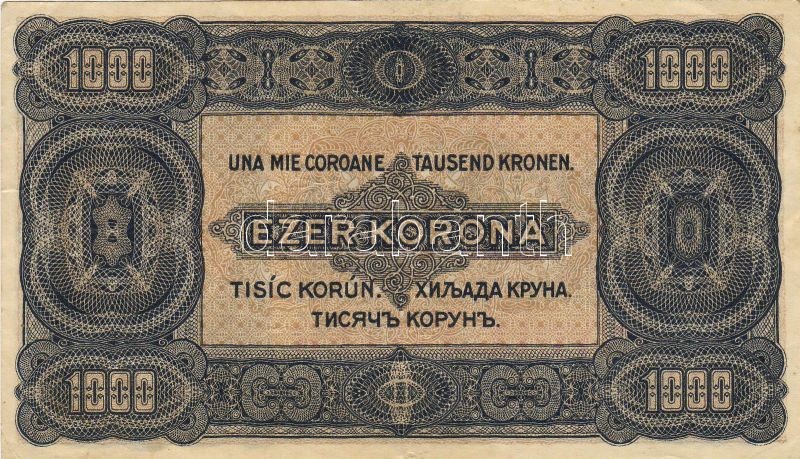 1000 1000
UNA MIE COROANE TAUSEND KRONEN.
EZER KORONA
TISÍC KORÚN. ХИЉАДА КРУНА.
ТИСЯЧЪ КОРУНЪ.
1000 1000